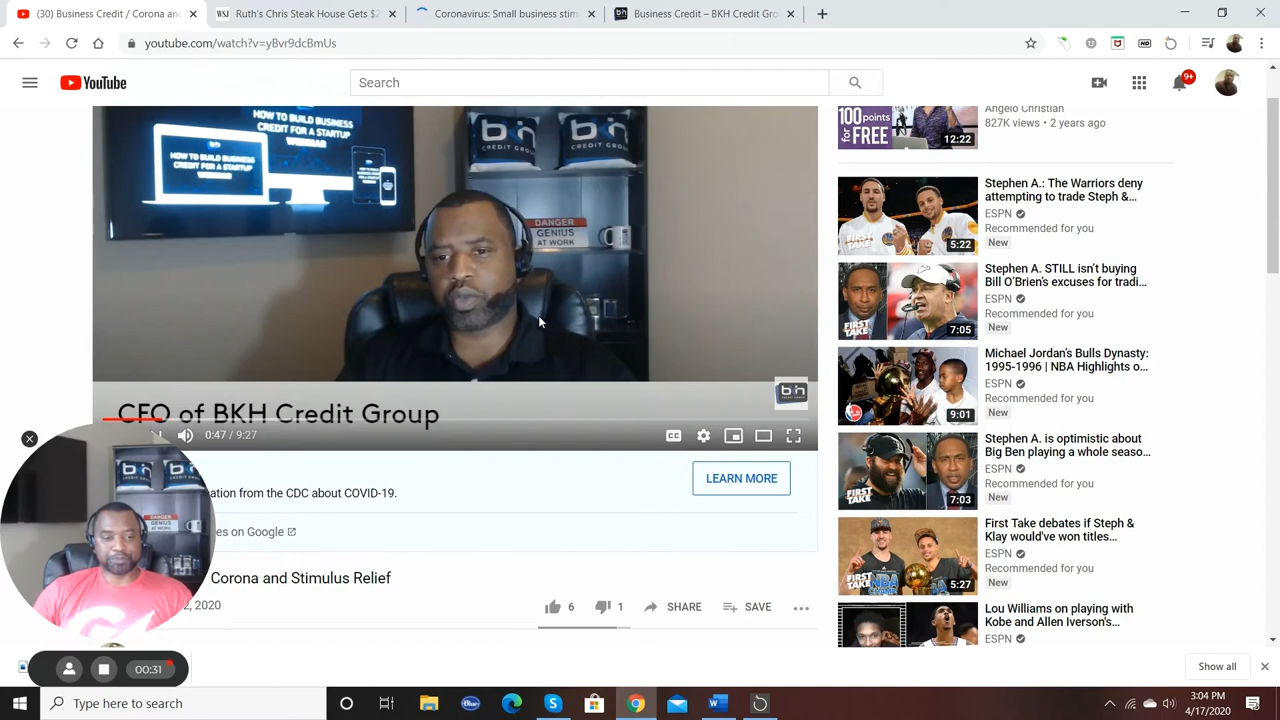 (30) Business Credit / Corona an
Ruth's Chris Steak House Gets $2
Coronavirus: Small business stim
Business Credit – BKH Credit Gro
youtube.com/watch?v=yBvr9dcBmUs
YouTube
Search
9+
HOW TO BUILD BUSINESS
CREDIT FOR A STARTUP
DANGER
GENIUS
AT WORK
CEO of BKH Credit Group
0:47 / 9:27
LEARN MORE
ation from the CDC about COVID-19.
es on Google
Corona and Stimulus Relief
2, 2020
6
1
SHARE
SAVE
00:31
100
points
for
FREE
12:22
Angelo Christian
827K views • 2 years ago
Stephen A.: The Warriors deny
attempting to trade Steph &...
ESPN
Recommended for you
New
FIRST TAKE
5:22
Stephen A. STILL isn't buying
Bill O'Brien's excuses for tradi...
ESPN
Recommended for you
New
FIRST TAKE
7:05
Michael Jordan's Bulls Dynasty:
1995-1996 | NBA Highlights o...
ESPN
Recommended for you
New
9:01
Stephen A. is optimistic about
Big Ben playing a whole seaso...
ESPN
Recommended for you
New
FIRST TAKE
7:03
First Take debates if Steph &
Klay would've won titles...
ESPN
Recommended for you
New
FIRST TAKE
5:27
Lou Williams on playing with
Kobe and Allen Iverson's...
ESPN
Show all
Type here to search
3:04 PM
4/17/2020